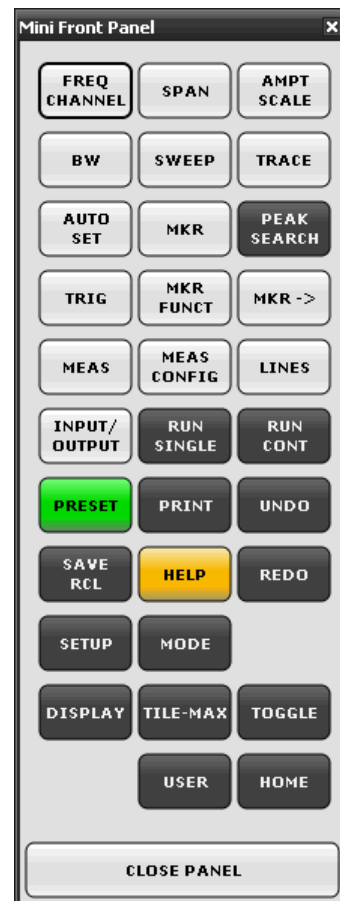 Mini Front Panel x
FREQ
CHANNEL
SPAN
AMPT
SCALE
BW
SWEEP
TRACE
AUTO
SET
MKR
PEAK
SEARCH
TRIG
MKR
FUNCT
MKR ->
MEAS
MEAS
CONFIG
LINES
INPUT/
OUTPUT
RUN
SINGLE
RUN
CONT
PRESET
PRINT
UNDO
SAVE
RCL
HELP
REDO
SETUP
MODE
DISPLAY
TILE-MAX
TOGGLE
USER
HOME
CLOSE PANEL